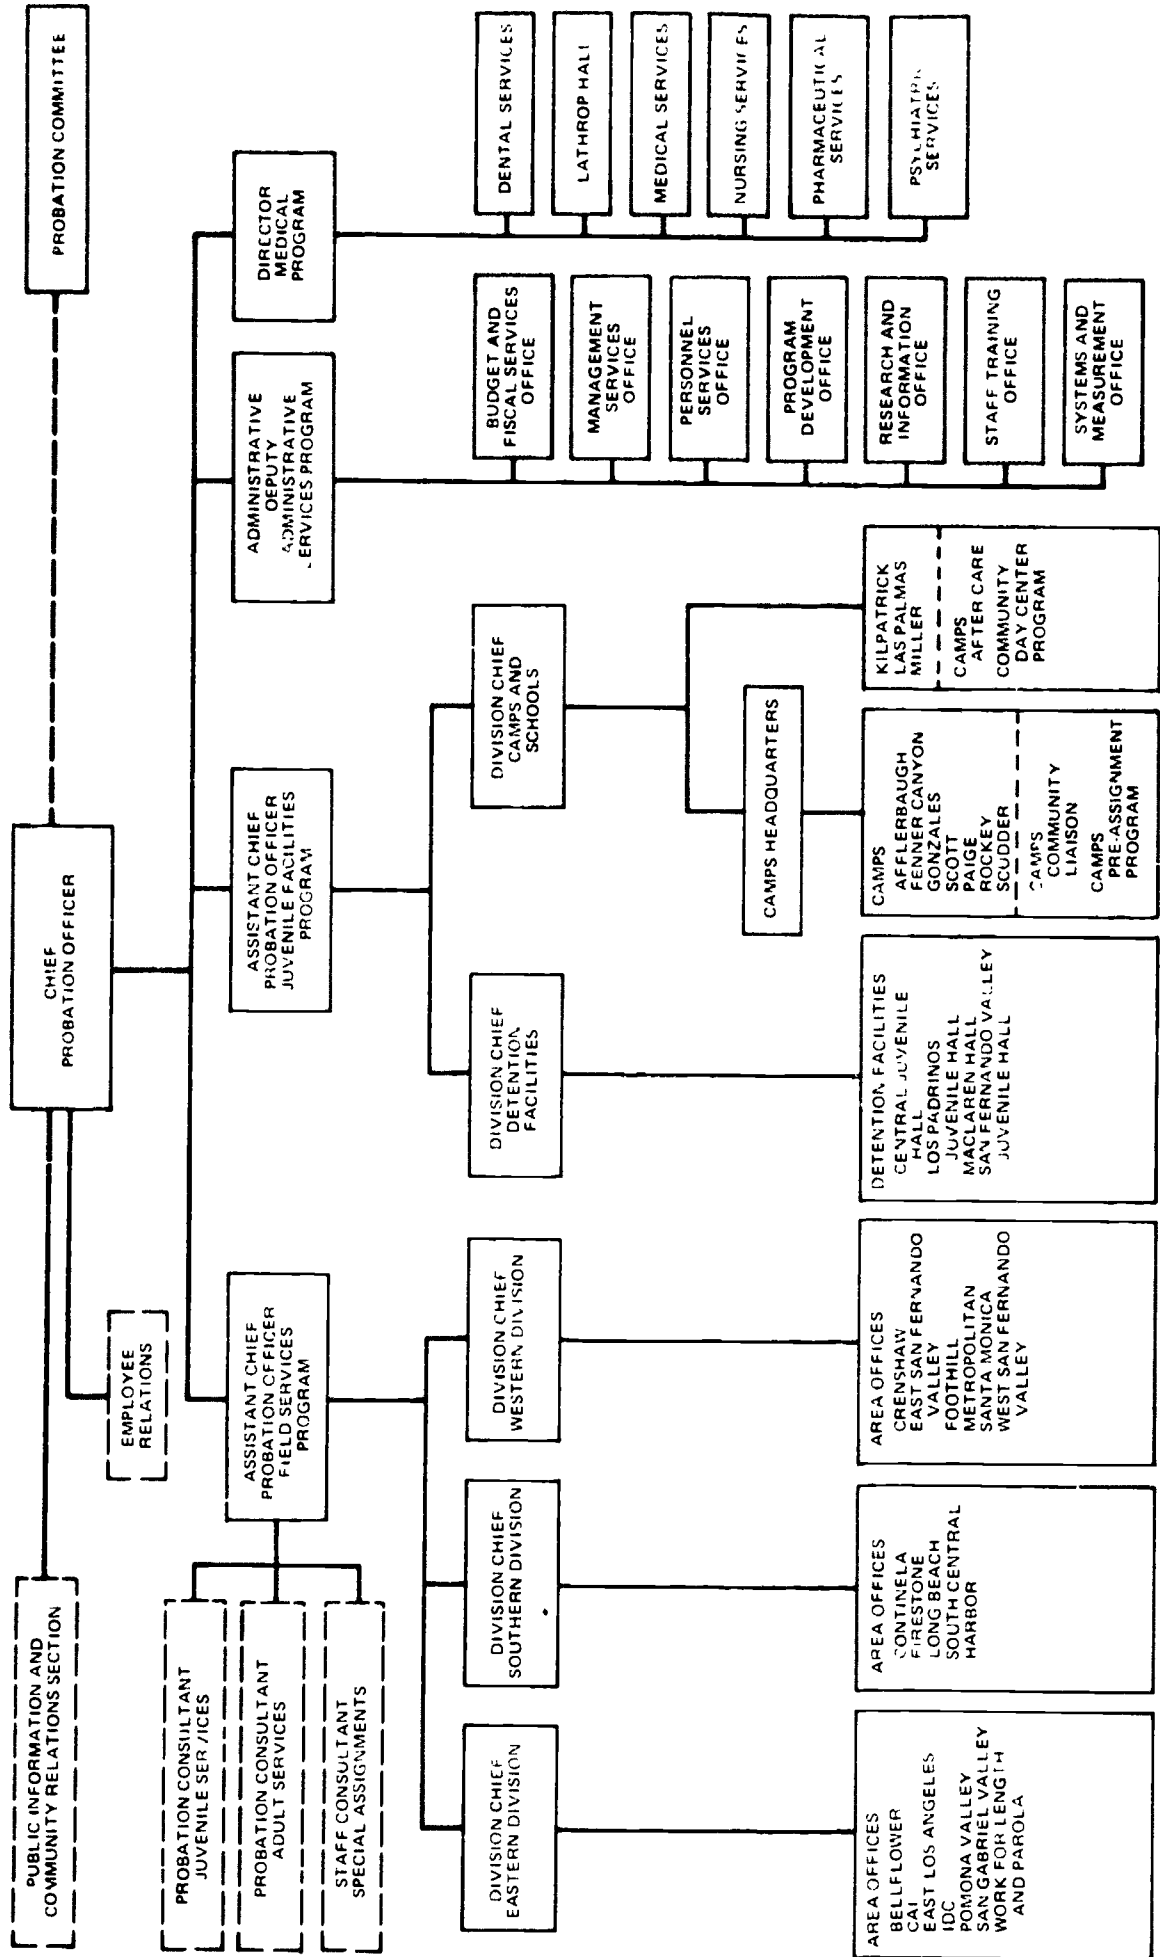 PROBATION COMMITTEE
CHIEF
PROBATION OFFICER
PUBLIC INFORMATION AND
COMMUNITY RELATIONS SECTION
EMPLOYEE
RELATIONS
ASSISTANT CHIEF
PROBATION OFFICER
FIELD SERVICES
PROGRAM
ASSISTANT CHIEF
PROBATION OFFICER
JUVENILE FACILITIES
PROGRAM
ADMINISTRATIVE
DEPUTY
ADMINISTRATIVE
SERVICES PROGRAM
DIRECTOR
MEDICAL
PROGRAM
PROBATION CONSULTANT
JUVENILE SERVICES
PROBATION CONSULTANT
ADULT SERVICES
STAFF CONSULTANT
SPECIAL ASSIGNMENTS
DIVISION CHIEF
EASTERN DIVISION
DIVISION CHIEF
SOUTHERN DIVISION
DIVISION CHIEF
WESTERN DIVISION
DIVISION CHIEF
DETENTION
FACILITIES
DIVISION CHIEF
CAMPS AND
SCHOOLS
BUDGET AND
FISCAL SERVICES
OFFICE
MANAGEMENT
SERVICES
OFFICE
PERSONNEL
SERVICES
OFFICE
PROGRAM
DEVELOPMENT
OFFICE
RESEARCH AND
INFORMATION
OFFICE
STAFF TRAINING
OFFICE
SYSTEMS AND
MEASUREMENT
OFFICE
DENTAL SERVICES
LATHROP HALL
MEDICAL SERVICES
NURSING SERVICES
PHARMACEUTICAL
SERVICES
PSYCHIATRIC
SERVICES
CAMPS HEADQUARTERS
AREA OFFICES
BELLFLOWER
CAI
EAST LOS ANGELES
IDC
POMONA VALLEY
SAN GABRIEL VALLEY
WORK FOR LENGTH
AND PAROLA
AREA OFFICES
CONTINELA
FIRESTONE
LONG BEACH
SOUTH CENTRAL
HARBOR
AREA OFFICES
CRENSHAW
EAST SAN FERNANDO
VALLEY
FOOTHILL
METROPOLITAN
SANTA MONICA
WEST SAN FERNANDO
VALLEY
DETENTION FACILITIES
CENTRAL JUVENILE
HALL
LOS PADRINOS
JUVENILE HALL
MACLAREN HALL
SAN FERNANDO VALLEY
JUVENILE HALL
CAMPS
AFFLERBAUGH
FENNER CANYON
GONZALES
SCOTT
PAIGE
ROCKEY
SCUDDER
CAMPS
COMMUNITY
LIAISON
CAMPS
PRE-ASSIGNMENT
PROGRAM
KILPATRICK
LAS PALMAS
MILLER
CAMPS
AFTER CARE
COMMUNITY
DAY CENTER
PROGRAM